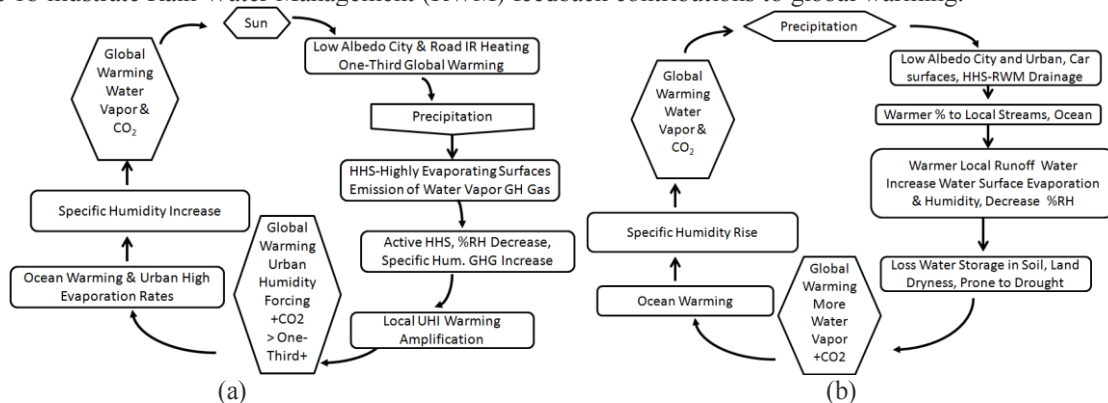 to illustrate Rain Water Management (RWM) feedback contributions to global warming.
Sun
Low Albedo City & Road IR Heating
One-Third Global Warming
Precipitation
HHS-Highly Evaporating Surfaces
Emission of Water Vapor GH Gas
Active HHS, %RH Decrease,
Specific Hum. GHG Increase
Local UHI Warming
Amplification
Global
Warming
Urban
Humidity
Forcing
+CO2
> One-
Third+
Ocean Warming & Urban High
Evaporation Rates
Specific Humidity Increase
Global
Warming
Water
Vapor &
CO2
(a)
Precipitation
Low Albedo City and Urban, Car
surfaces, HHS-RWM Drainage
Warmer % to Local Streams, Ocean
Warmer Local Runoff Water
Increase Water Surface Evaporation
& Humidity, Decrease %RH
Loss Water Storage in Soil, Land
Dryness, Prone to Drought
Global
Warming
More
Water
Vapor
+CO2
Ocean Warming
Specific Humidity Rise
Global
Warming
Water
Vapor &
CO2
(b)